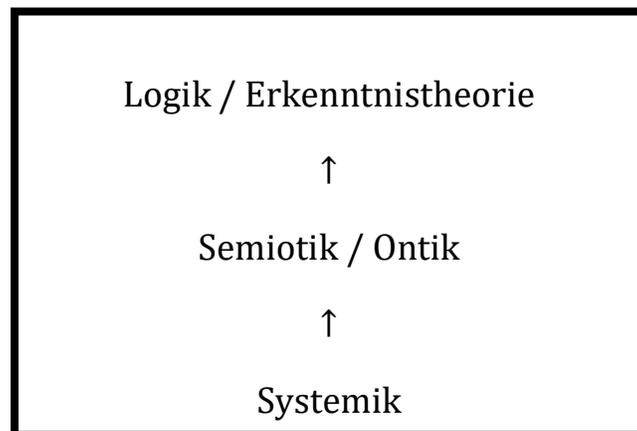 Logik / Erkenntnistheorie
↑
Semiotik / Ontik
↑
Systemik